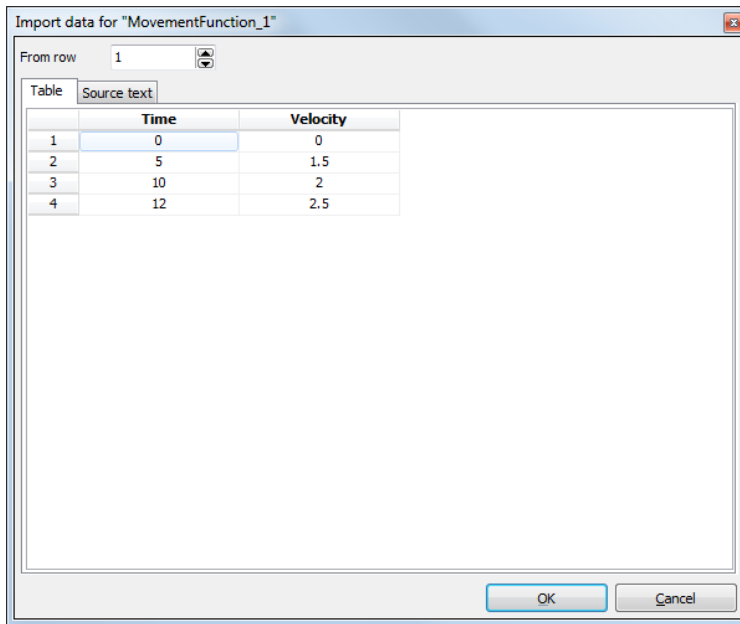 Import data for "MovementFunction_1"
From row 1
Table Source text
Time Velocity
1 0 0
2 5 1.5
3 10 2
4 12 2.5
OK Cancel